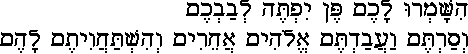 הִשָּׁמְרוּ לָכֶם פֶּן יִפְתֶּה לְבַבְכֶם
וְסַרְתֶּם וַעֲבַדְתֶּם אֱלֹהִים אֲחֵרִים וְהִשְׁתַּחֲוִיתֶם לָהֶם